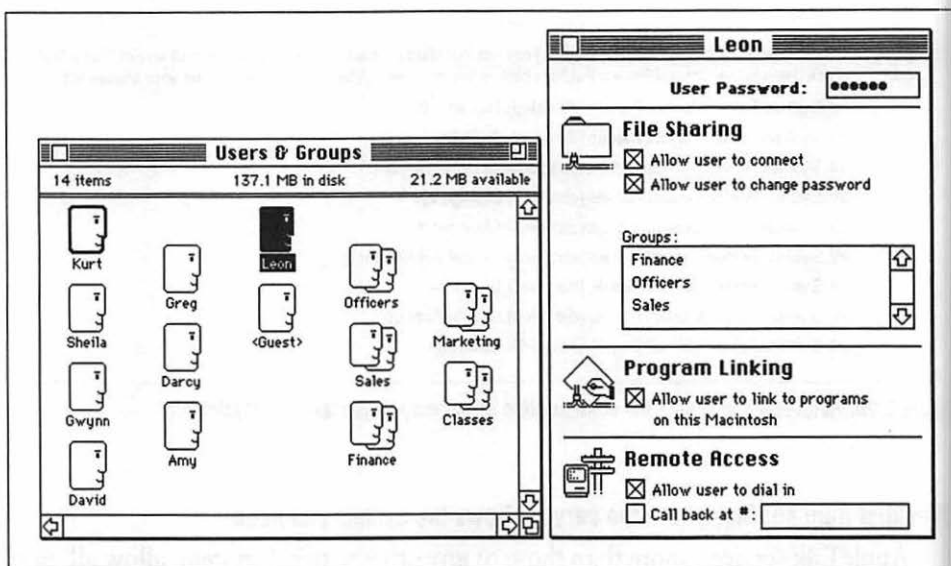 Users & Groups
14 items 137.1 MB in disk 21.2 MB available
Kurt
Sheila
Gwynn
David
Greg
Darcy
Amy
Leon
<Guest>
Officers
Sales
Finance
Marketing
Classes
Leon
User Password: ••••••
File Sharing
Allow user to connect
Allow user to change password
Groups:
Finance
Officers
Sales
Program Linking
Allow user to link to programs
on this Macintosh
Remote Access
Allow user to dial in
Call back at #: